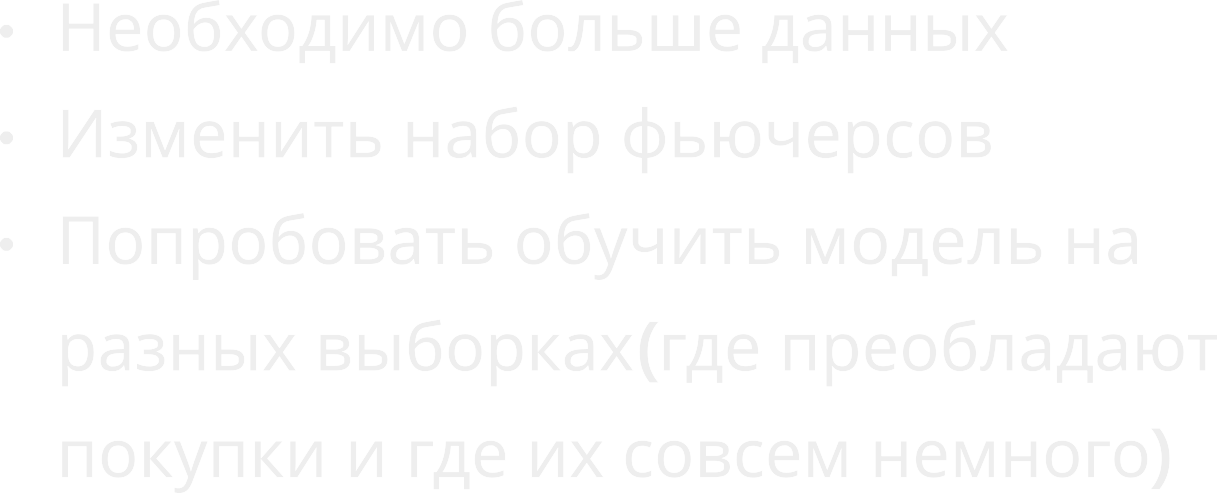 • Необходимо больше данных
• Изменить набор фьючерсов
• Попробовать обучить модель на
разных выборках(где преобладают
покупки и где их совсем немного)